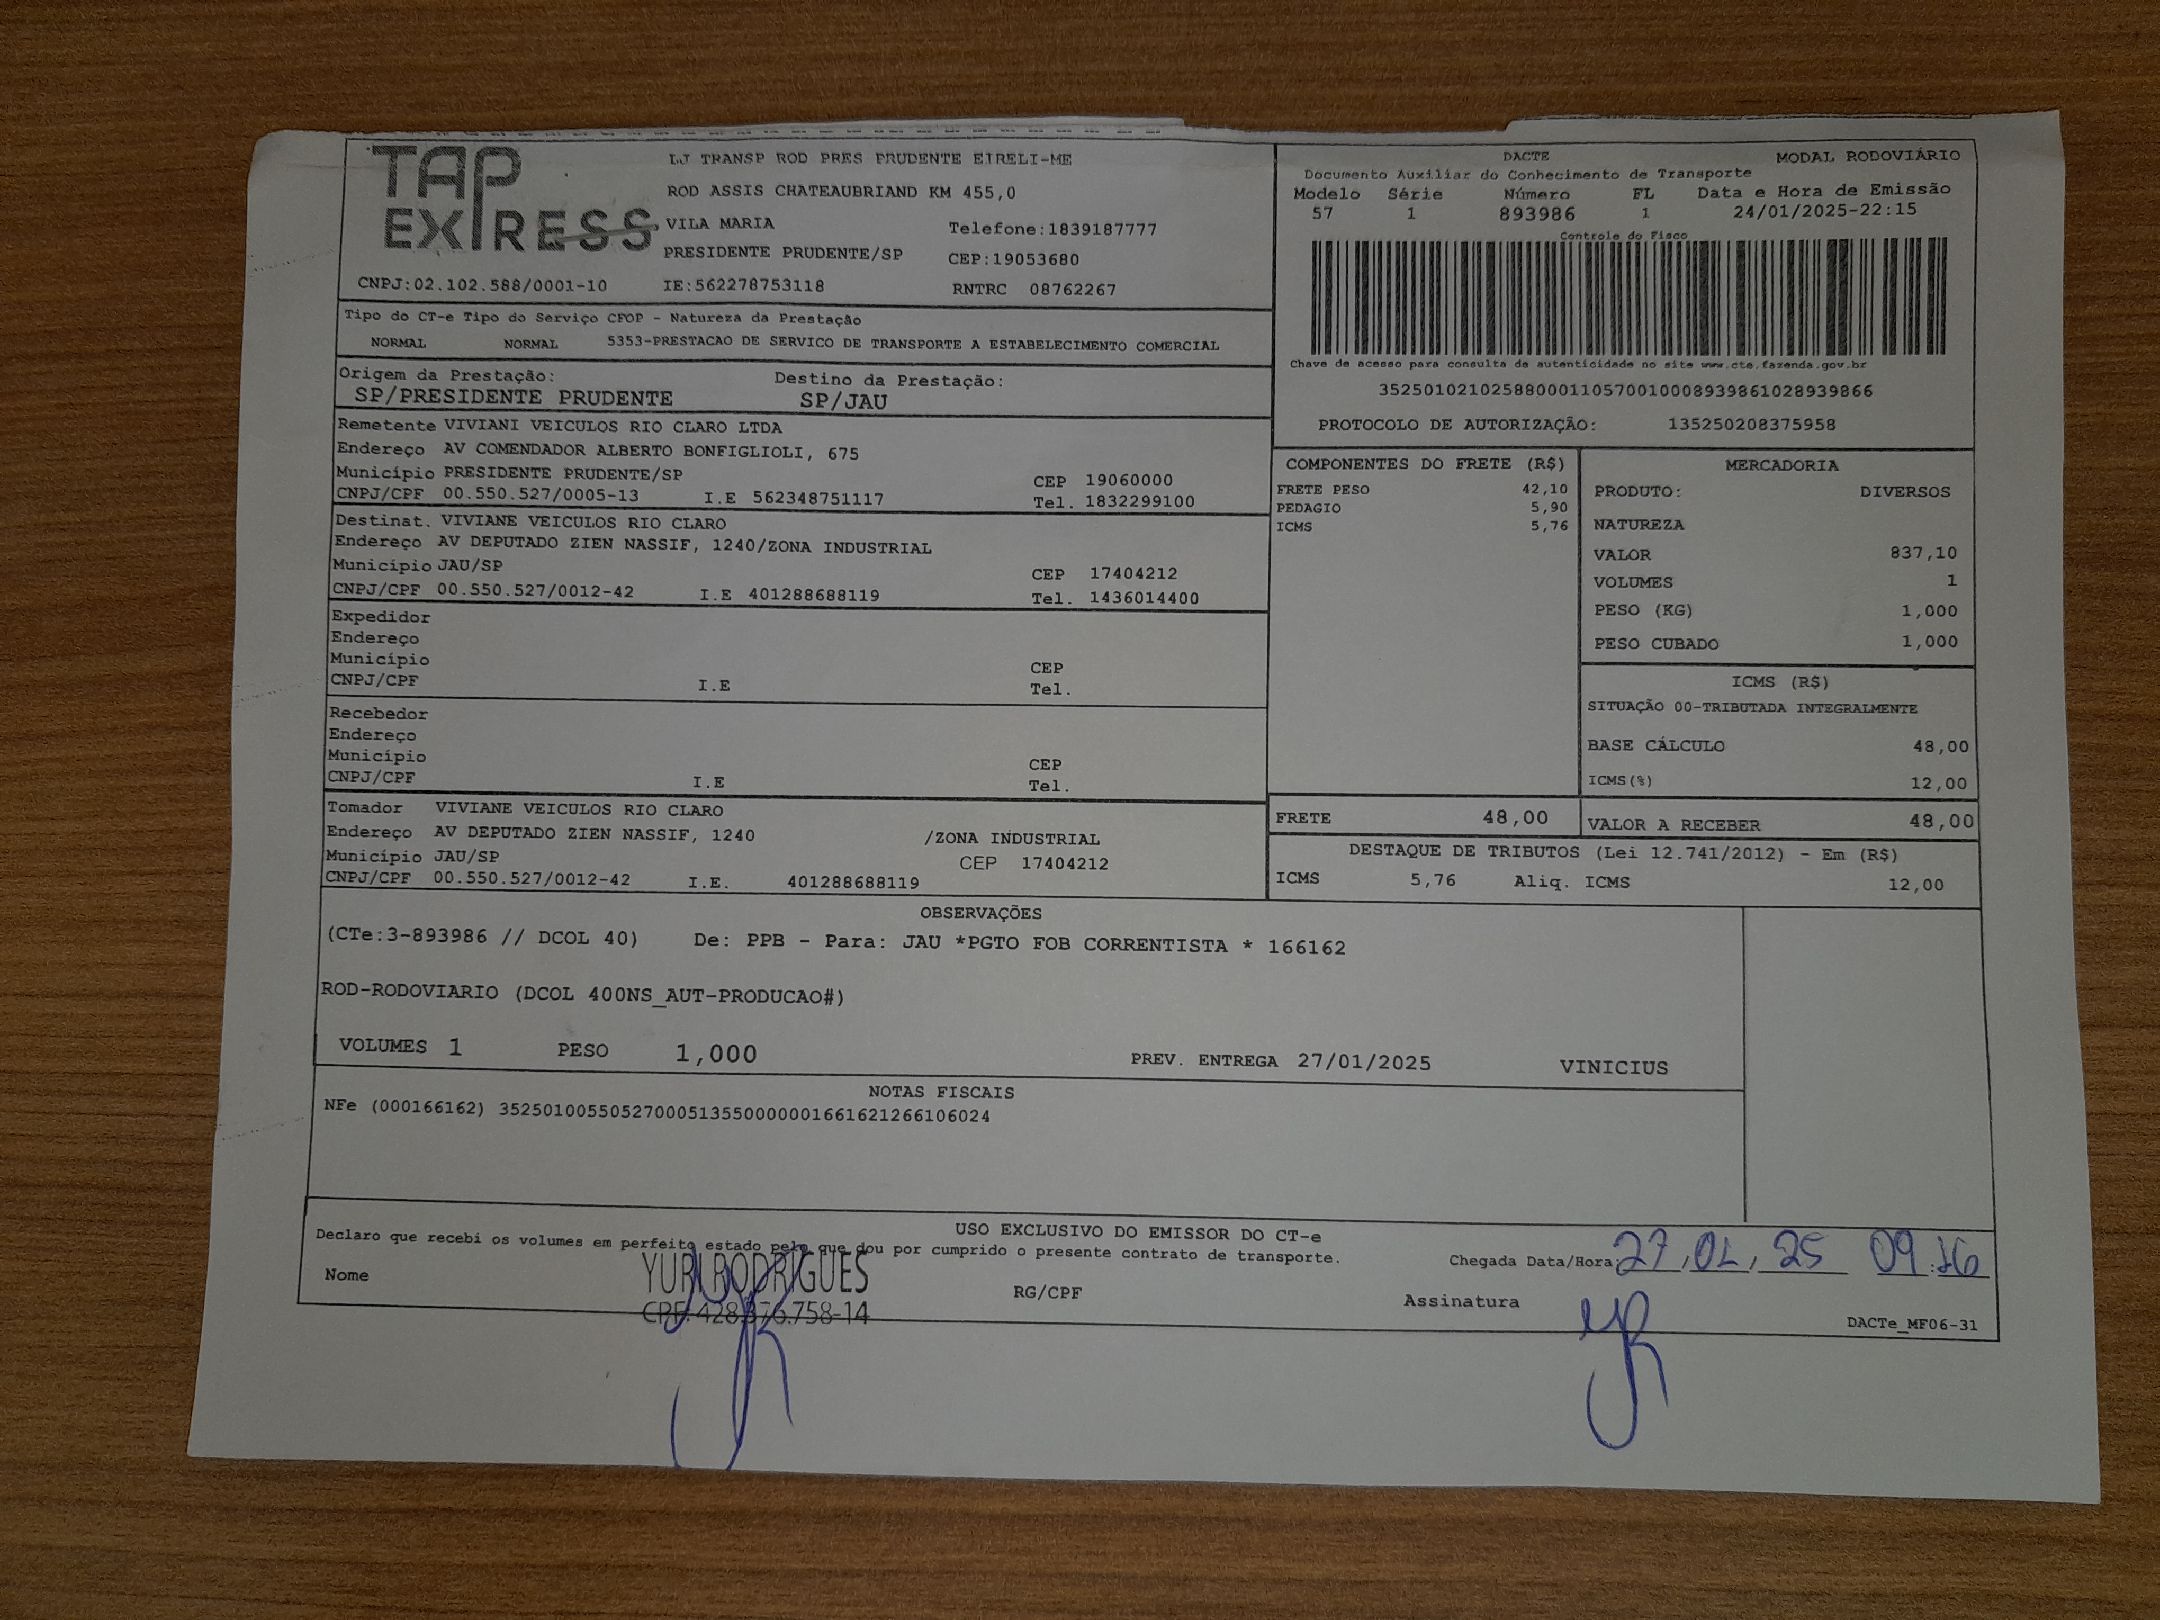 TAP
EXPRESS
LJ TRANSP ROD PRES PRUDENTE EIRELI-ME
ROD ASSIS CHATEAUBRIAND KM 455,0
VILA MARIA Telefone:1839187777
PRESIDENTE PRUDENTE/SP CEP:19053680
CNPJ:02.102.588/0001-10 IE:562278753118 RNTRC 08762267
DACTE MODAL RODOVIÁRIO
Documento Auxiliar do Conhecimento de Transporte
Modelo Série Número FL Data e Hora de Emissão
57 1 893986 1 24/01/2025-22:15
Controle do Fisco
Chave de acesso para consulta de autenticidade no site www.cte.fazenda.gov.br
35250102102588000110570010008939861028939866
PROTOCOLO DE AUTORIZAÇÃO: 135250208375958
Tipo do CT-e Tipo do Serviço CFOP - Natureza da Prestação
NORMAL NORMAL 5353-PRESTACAO DE SERVICO DE TRANSPORTE A ESTABELECIMENTO COMERCIAL
Origem da Prestação: Destino da Prestação:
SP/PRESIDENTE PRUDENTE SP/JAU
Remetente VIVIANI VEICULOS RIO CLARO LTDA
Endereço AV COMENDADOR ALBERTO BONFIGLIOLI, 675
Município PRESIDENTE PRUDENTE/SP CEP 19060000
CNPJ/CPF 00.550.527/0005-13 I.E 562348751117 Tel. 1832299100
Destinat. VIVIANE VEICULOS RIO CLARO
Endereço AV DEPUTADO ZIEN NASSIF, 1240/ZONA INDUSTRIAL
Município JAU/SP CEP 17404212
CNPJ/CPF 00.550.527/0012-42 I.E 401288688119 Tel. 1436014400
Expedidor
Endereço
Município CEP
CNPJ/CPF I.E Tel.
Recebedor
Endereço
Município CEP
CNPJ/CPF I.E Tel.
Tomador VIVIANE VEICULOS RIO CLARO
Endereço AV DEPUTADO ZIEN NASSIF, 1240 /ZONA INDUSTRIAL
Município JAU/SP CEP 17404212
CNPJ/CPF 00.550.527/0012-42 I.E. 401288688119
COMPONENTES DO FRETE (R$)
FRETE PESO 42,10
PEDAGIO 5,90
ICMS 5,76
MERCADORIA
PRODUTO: DIVERSOS
NATUREZA
VALOR 837,10
VOLUMES 1
PESO (KG) 1,000
PESO CUBADO 1,000
ICMS (R$)
SITUAÇÃO 00-TRIBUTADA INTEGRALMENTE
BASE CÁLCULO 48,00
ICMS(%) 12,00
FRETE 48,00 VALOR A RECEBER 48,00
DESTAQUE DE TRIBUTOS (Lei 12.741/2012) - Em (R$)
ICMS 5,76 Aliq. ICMS 12,00
OBSERVAÇÕES
(CTe:3-893986 // DCOL 40) De: PPB - Para: JAU *PGTO FOB CORRENTISTA * 166162
ROD-RODOVIARIO (DCOL 400NS_AUT-PRODUCAO#)
VOLUMES 1 PESO 1,000 PREV. ENTREGA 27/01/2025 VINICIUS
NOTAS FISCAIS
NFe (000166162) 35250100550527000513550000001661621266106024
USO EXCLUSIVO DO EMISSOR DO CT-e
Declaro que recebi os volumes em perfeito estado pelo que dou por cumprido o presente contrato de transporte. Chegada Data/Hora: 27,01,25 09:16
Nome YURI RODRIGUES RG/CPF Assinatura
CPF: 428.376.758-14
DACTe_MF06-31